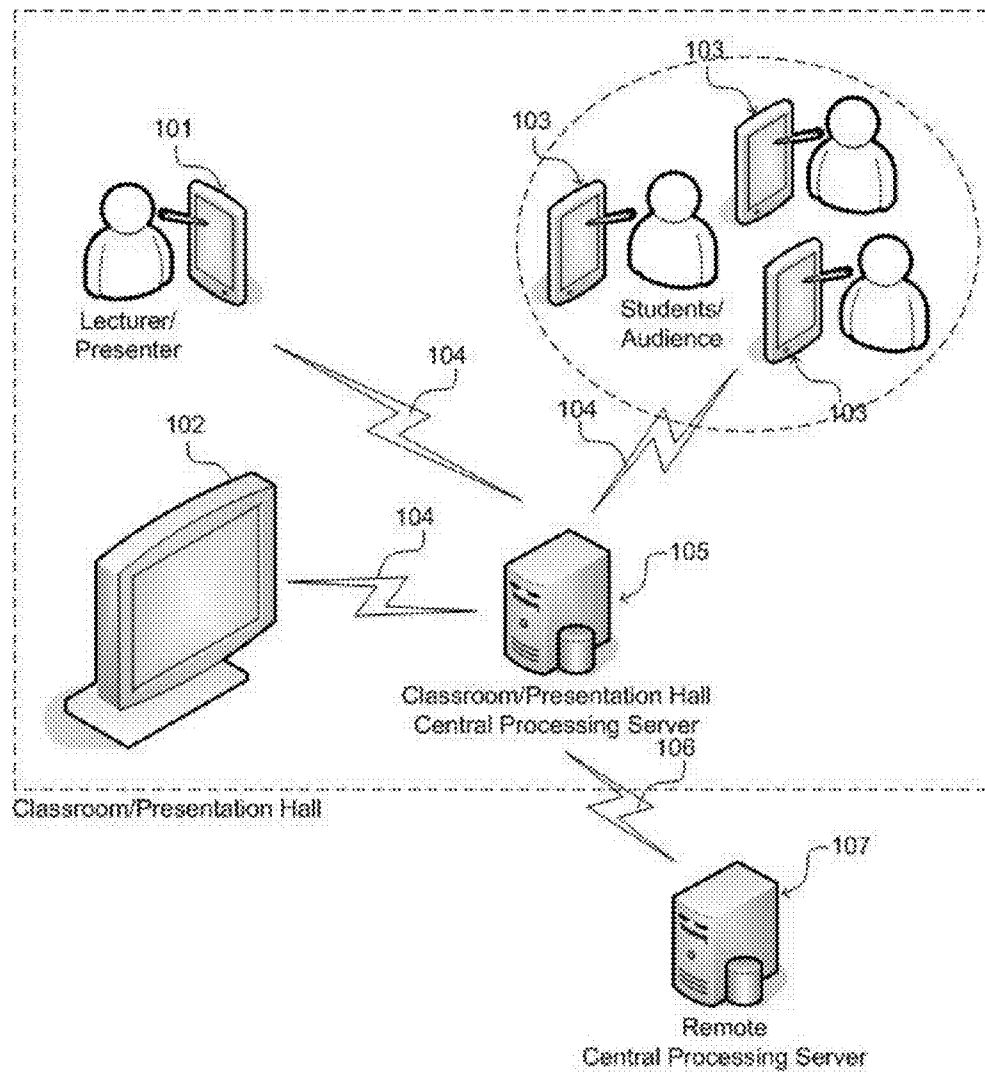 103
103
101
Lecturer/
Presenter
Students/
Audience
104
103
104
102
104
105
Classroom/Presentation Hall
Central Processing Server
106
Classroom/Presentation Hall
107
Remote
Central Processing Server